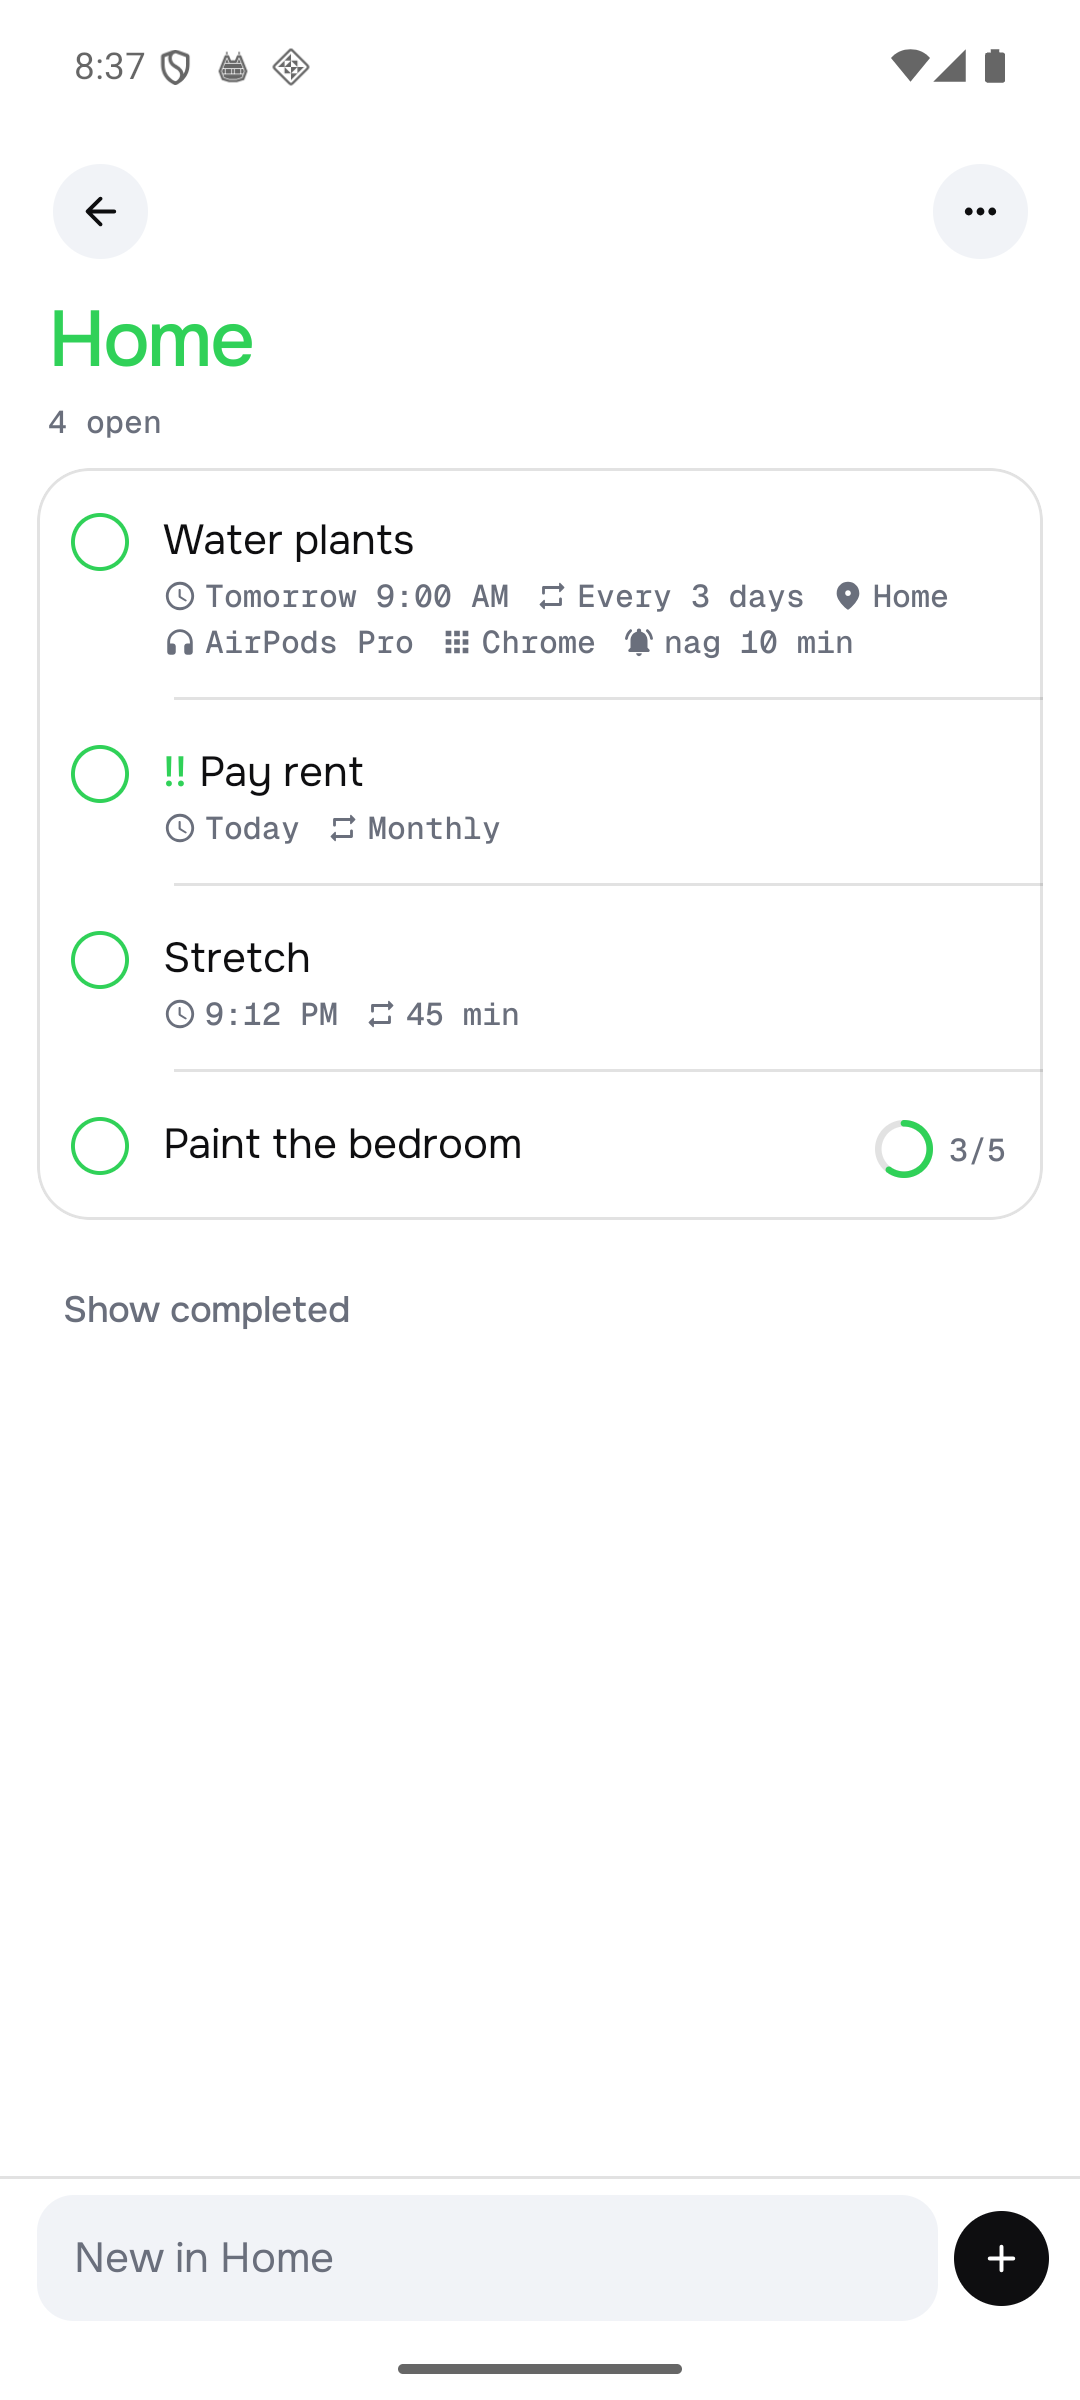 8:37
Home
4 open
Water plants
Tomorrow 9:00 AM Every 3 days Home
AirPods Pro Chrome nag 10 min
!! Pay rent
Today Monthly
Stretch
9:12 PM 45 min
Paint the bedroom 3/5
Show completed
New in Home